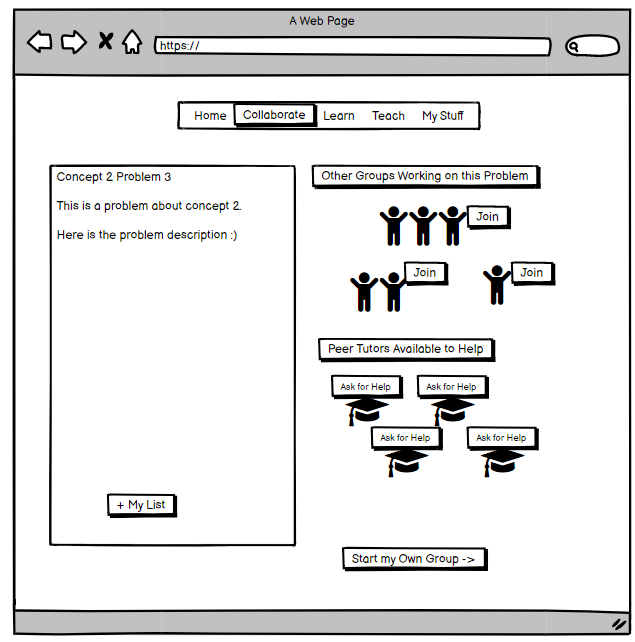 A Web Page
https://
Home Collaborate Learn Teach My Stuff
Concept 2 Problem 3
This is a problem about concept 2.
Here is the problem description :)
+ My List
Other Groups Working on this Problem
Join
Join Join
Peer Tutors Available to Help
Ask for Help Ask for Help
Ask for Help Ask for Help
Start my Own Group ->